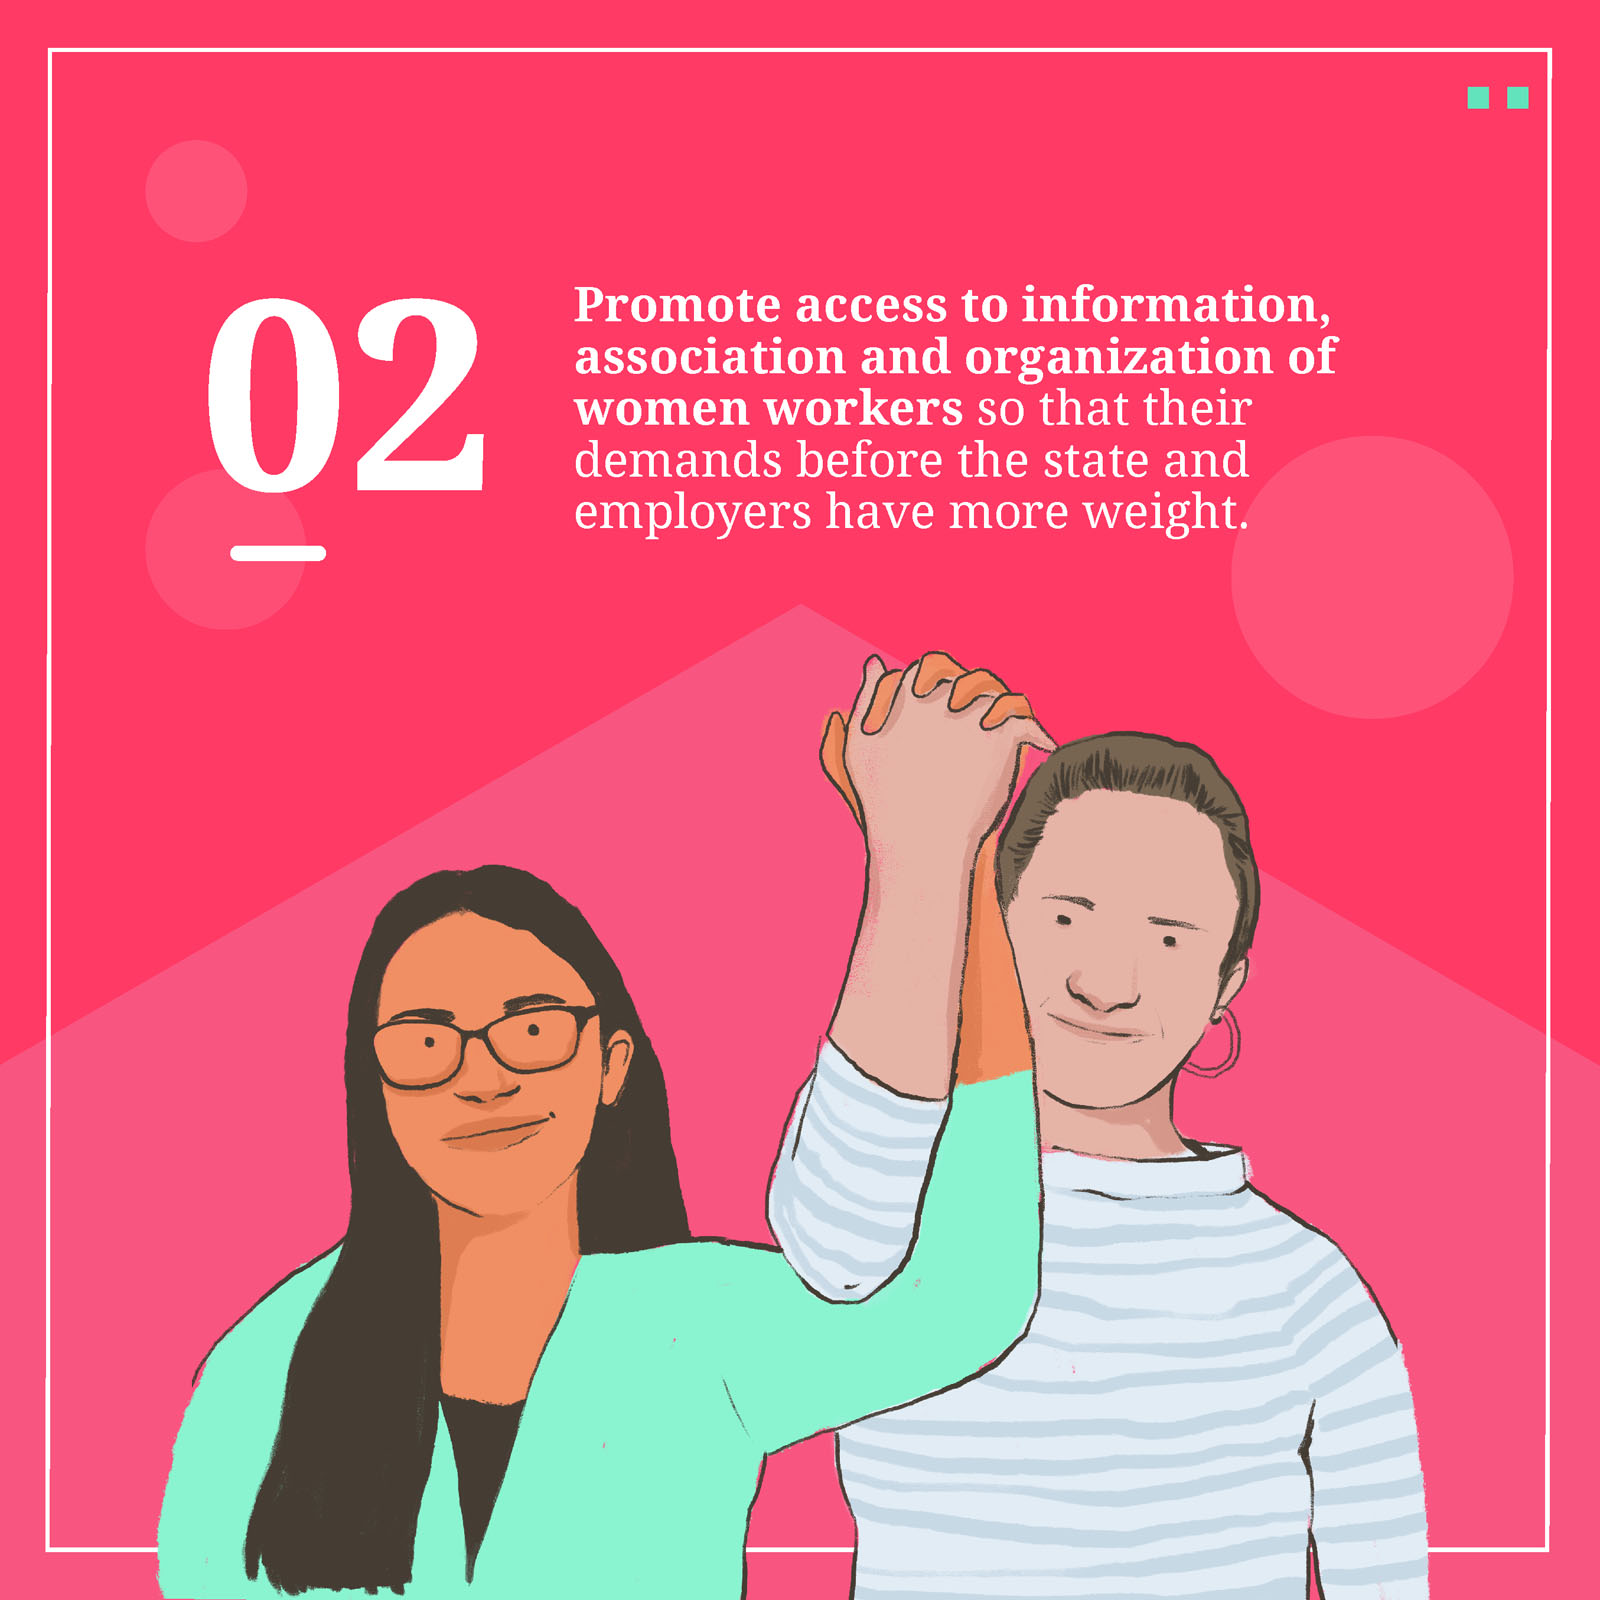 02
Promote access to information,
association and organization of
women workers so that their
demands before the state and
employers have more weight.